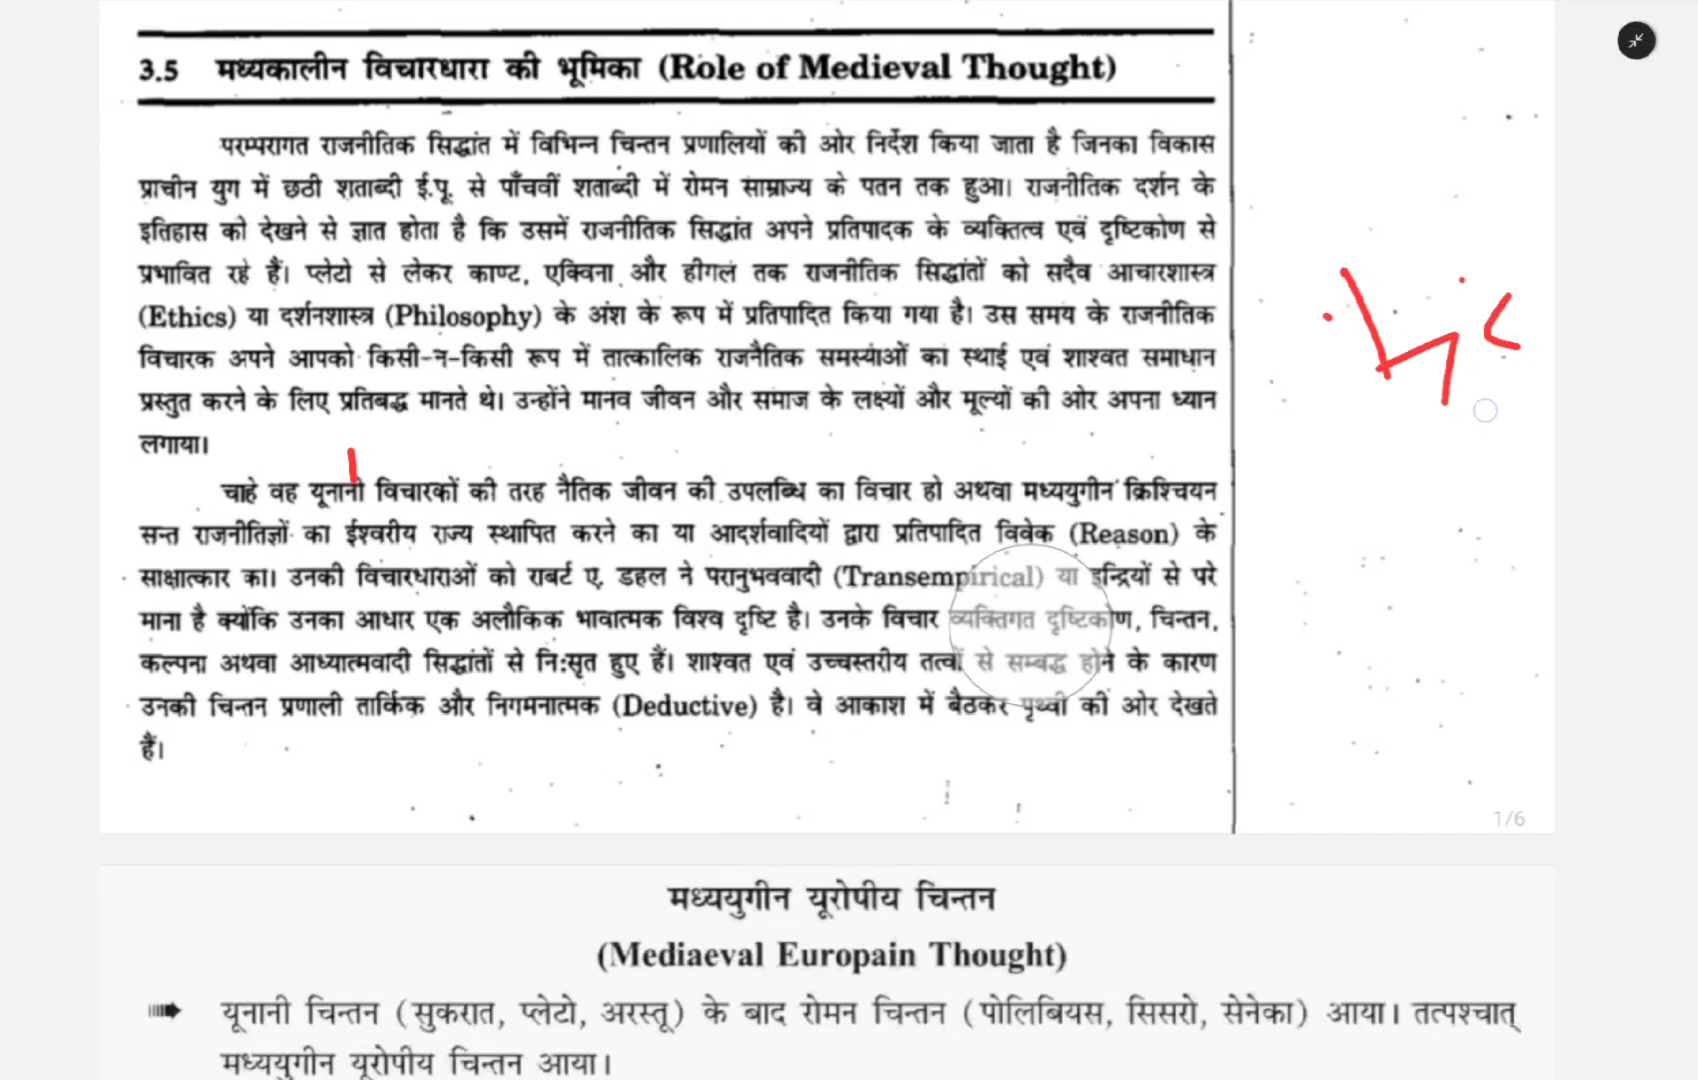 3.5 मध्यकालीन विचारधारा की भूमिका (Role of Medieval Thought)
परम्परागत राजनीतिक सिद्धांत में विभिन्न चिन्तन प्रणालियों की ओर निर्देश किया जाता है जिनका विकास
प्राचीन युग में छठी शताब्दी ई.पू. से पाँचवीं शताब्दी में रोमन साम्राज्य के पतन तक हुआ। राजनीतिक दर्शन के
इतिहास को देखने से ज्ञात होता है कि उसमें राजनीतिक सिद्धांत अपने प्रतिपादक के व्यक्तित्व एवं दृष्टिकोण से
प्रभावित रहे हैं। प्लेटो से लेकर काण्ट, एक्विना और हीगल तक राजनीतिक सिद्धांतों को सदैव आचारशास्त्र
(Ethics) या दर्शनशास्त्र (Philosophy) के अंश के रूप में प्रतिपादित किया गया है। उस समय के राजनीतिक
विचारक अपने आपको किसी-न-किसी रूप में तात्कालिक राजनैतिक समस्याओं का स्थाई एवं शाश्वत समाधान
प्रस्तुत करने के लिए प्रतिबद्ध मानते थे। उन्होंने मानव जीवन और समाज के लक्ष्यों और मूल्यों की ओर अपना ध्यान
लगाया।
चाहे वह यूनानी विचारकों की तरह नैतिक जीवन की उपलब्धि का विचार हो अथवा मध्ययुगीन क्रिश्चियन
सन्त राजनीतिज्ञों का ईश्वरीय राज्य स्थापित करने का या आदर्शवादियों द्वारा प्रतिपादित विवेक (Reason) के
साक्षात्कार का। उनकी विचारधाराओं को राबर्ट ए. डहल ने परानुभववादी (Transempirical) या इन्द्रियों से परे
माना है क्योंकि उनका आधार एक अलौकिक भावात्मक विश्व दृष्टि है। उनके विचार व्यक्तिगत दृष्टिकोण, चिन्तन,
कल्पना अथवा आध्यात्मवादी सिद्धांतों से नि:सृत हुए हैं। शाश्वत एवं उच्चस्तरीय तत्वों से सम्बद्ध होने के कारण
उनकी चिन्तन प्रणाली तार्किक और निगमनात्मक (Deductive) है। वे आकाश में बैठकर पृथ्वी की ओर देखते
हैं।
1/6
मध्ययुगीन यूरोपीय चिन्तन
(Mediaeval Europain Thought)
यूनानी चिन्तन (सुकरात, प्लेटो, अरस्तू) के बाद रोमन चिन्तन (पोलिबियस, सिसरो, सेनेका) आया। तत्पश्चात्
मध्ययुगीन यूरोपीय चिन्तन आया।